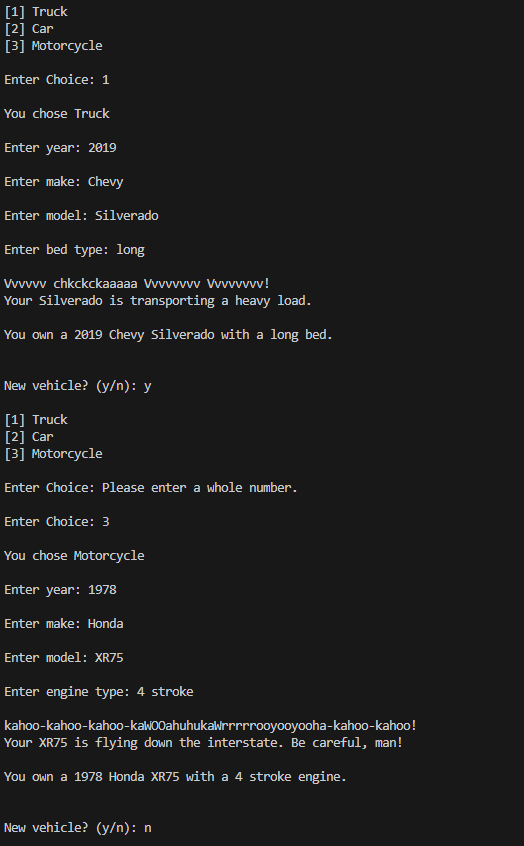 [1] Truck
[2] Car
[3] Motorcycle
Enter Choice: 1
You chose Truck
Enter year: 2019
Enter make: Chevy
Enter model: Silverado
Enter bed type: long
Vvvvvv chkckckaaaaa Vvvvvvvv Vvvvvvvv!
Your Silverado is transporting a heavy load.
You own a 2019 Chevy Silverado with a long bed.
New vehicle? (y/n): y
[1] Truck
[2] Car
[3] Motorcycle
Enter Choice: Please enter a whole number.
Enter Choice: 3
You chose Motorcycle
Enter year: 1978
Enter make: Honda
Enter model: XR75
Enter engine type: 4 stroke
kahoo-kahoo-kahoo-kaWOOahuhukaWrrrrrooyooyooha-kahoo-kahoo!
Your XR75 is flying down the interstate. Be careful, man!
You own a 1978 Honda XR75 with a 4 stroke engine.
New vehicle? (y/n): n